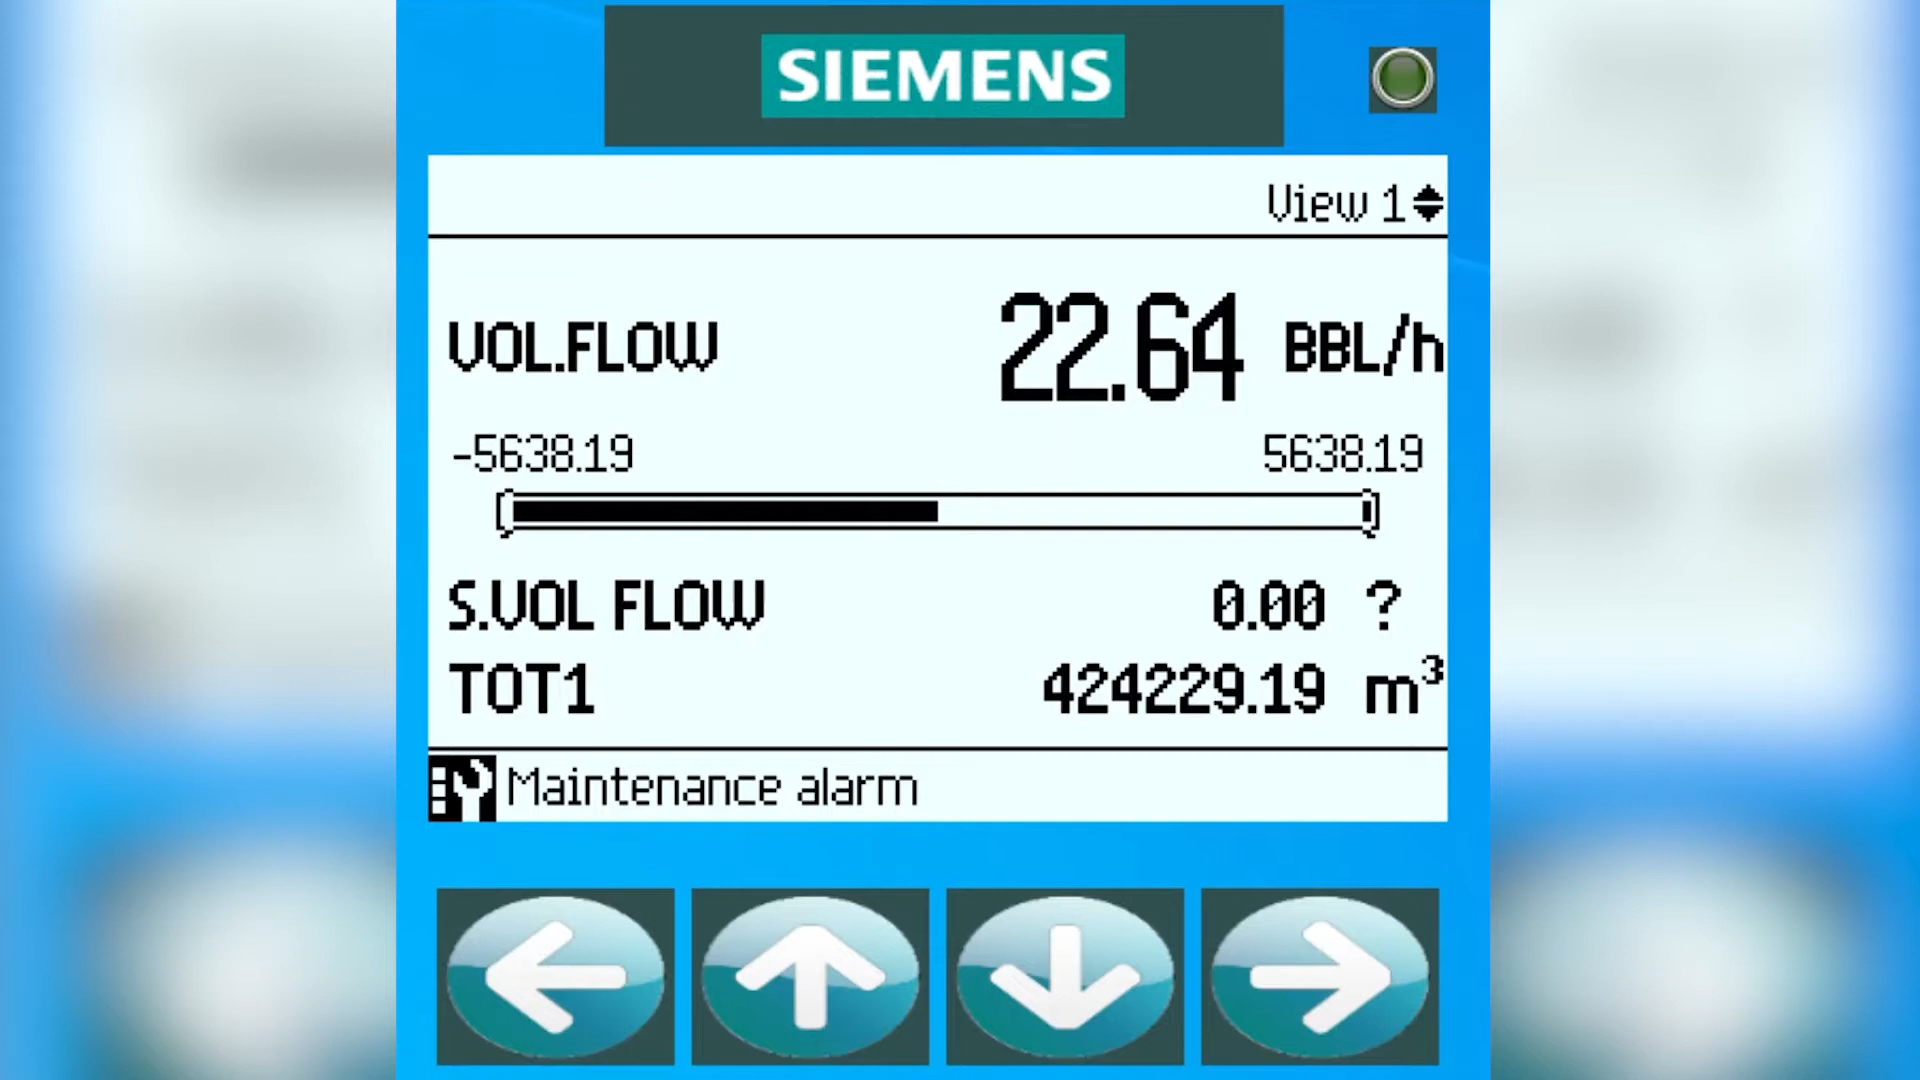 SIEMENS
View 1
VOL.FLOW 22.64 BBL/h
-5638.19 5638.19
S.VOL FLOW 0.00 ?
TOT1 424229.19 m³
Maintenance alarm